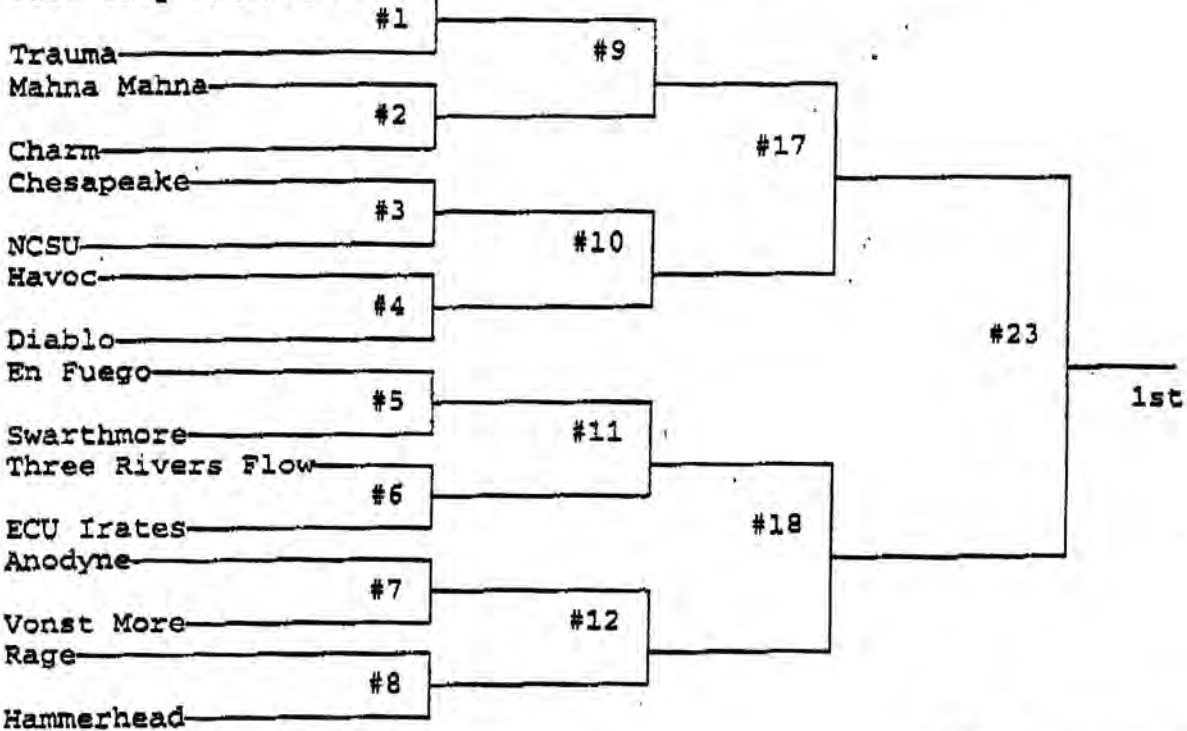 #1
Trauma
#9
Mahna Mahna
#2
Charm
#17
Chesapeake
#3
NCSU
#10
Havoc
#4
Diablo
#23
En Fuego
#5
1st
Swarthmore
#11
Three Rivers Flow
#6
ECU Irates
#18
Anodyne
#7
Vonst More
#12
Rage
#8
Hammerhead